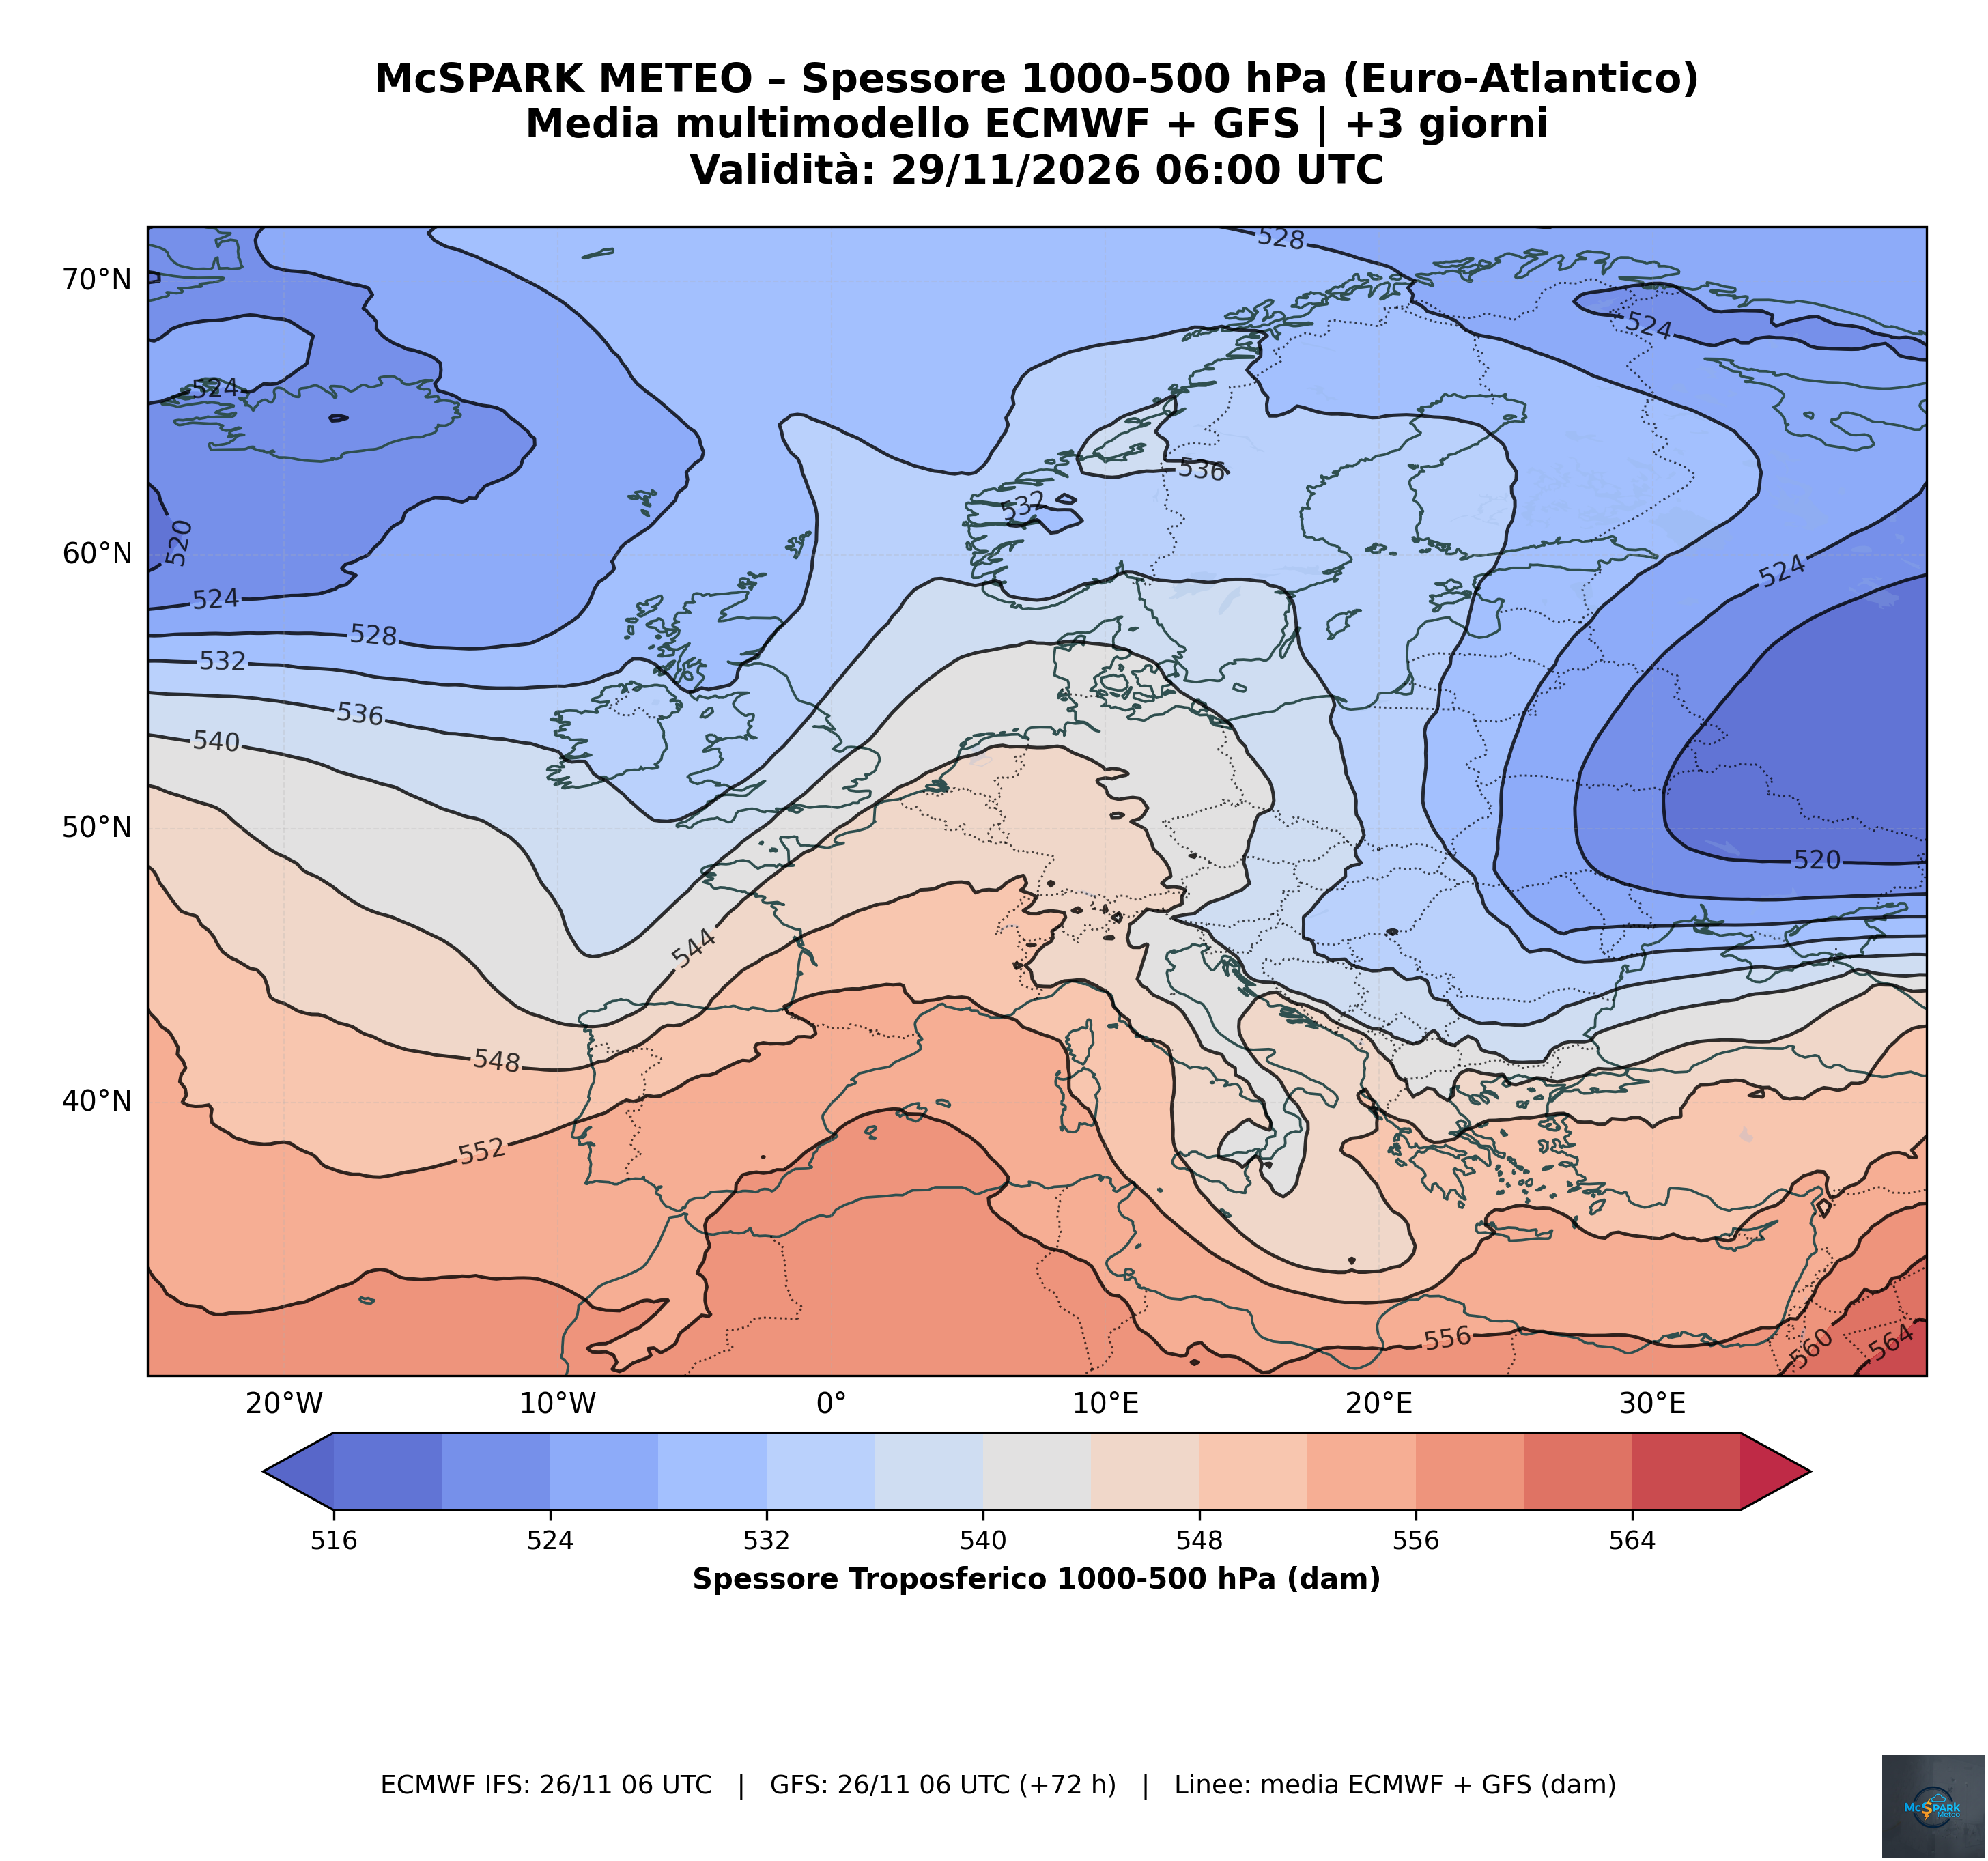 McSPARK METEO – Spessore 1000-500 hPa (Euro-Atlantico)
Media multimodello ECMWF + GFS | +3 giorni
Validità: 29/11/2026 06:00 UTC
528
70°N
524
524
536
532
60°N
520
524
524
528
532
536
540
50°N
520
544
548
40°N
552
556
560
564
20°W 10°W 0° 10°E 20°E 30°E
516 524 532 540 548 556 564
Spessore Troposferico 1000-500 hPa (dam)
ECMWF IFS: 26/11 06 UTC | GFS: 26/11 06 UTC (+72 h) | Linee: media ECMWF + GFS (dam)
McSPARK
Meteo